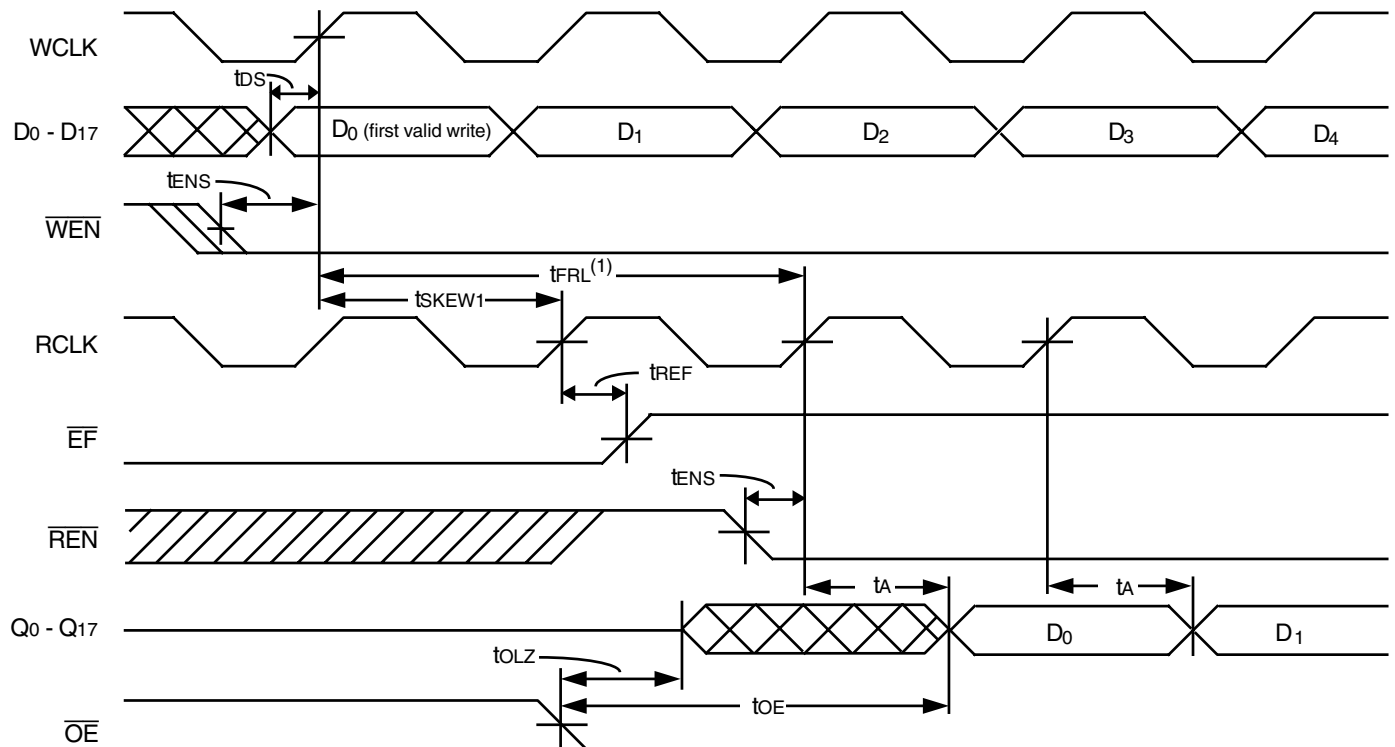 WCLK
tDS
D0 - D17
D0 (first valid write)
D1
D2
D3
D4
tENS
WEN
tFRL(1)
tSKEW1
RCLK
tREF
EF
tENS
REN
tA
tA
Q0 - Q17
D0
D1
tOLZ
tOE
OE